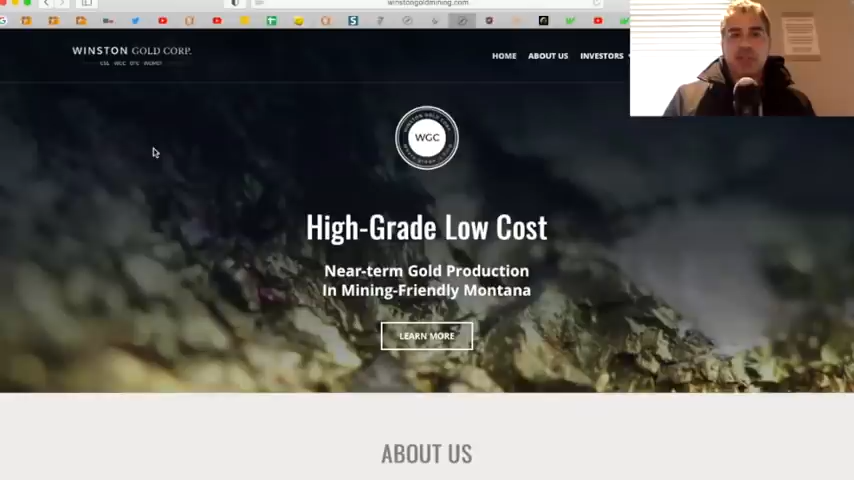 winstongoldmining.com
WINSTON GOLD CORP.
HOME ABOUT US INVESTORS
WGC
High-Grade Low Cost
Near-term Gold Production
In Mining-Friendly Montana
LEARN MORE
ABOUT US